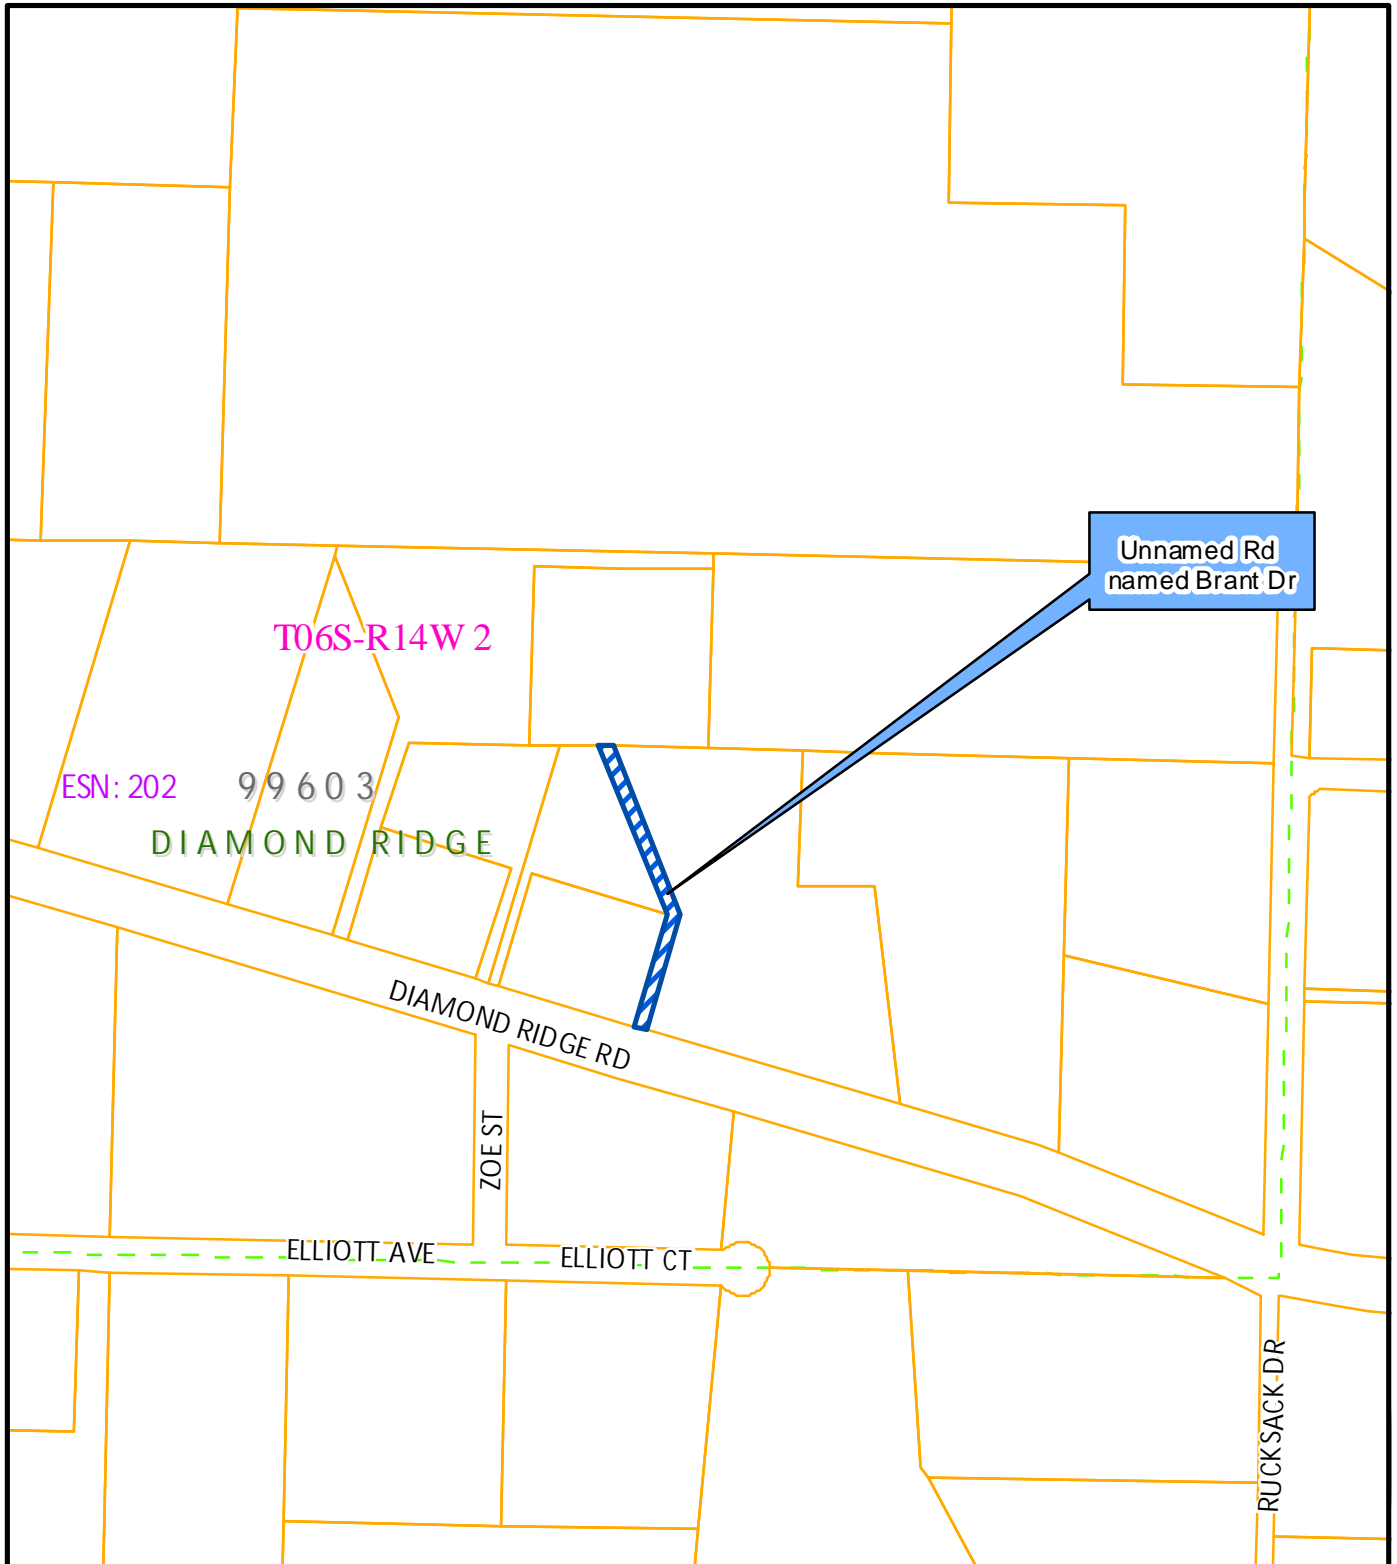 Unnamed Rd
named Brant Dr
T06S-R14W 2
ESN: 202
99603
DIAMOND RIDGE
DIAMOND RIDGE RD
ZOE ST
ELLIOTT AVE
ELLIOTT CT
RUCKSACK DR